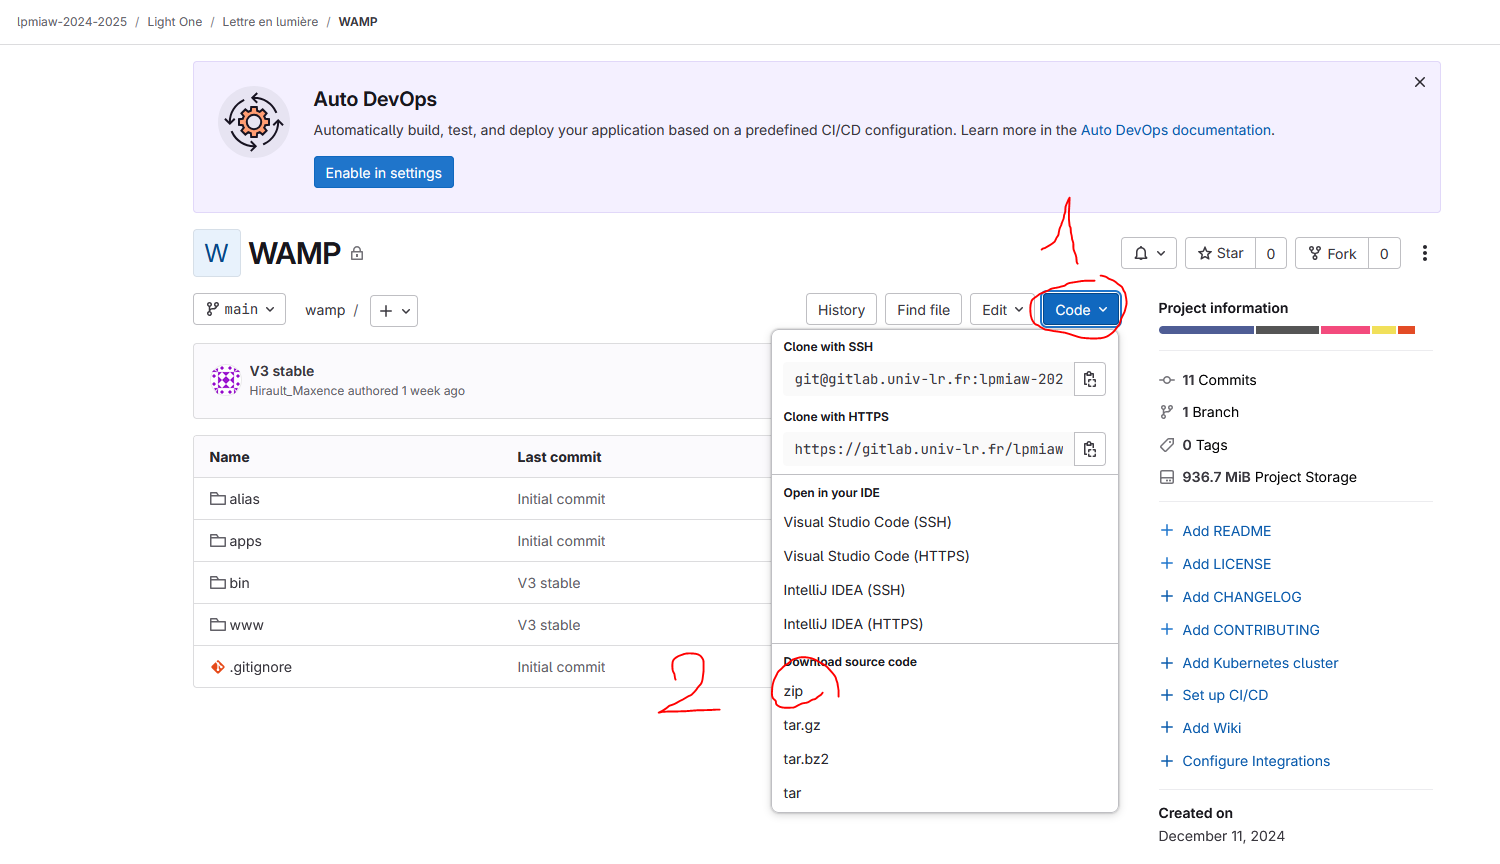 lpmiaw-2024-2025 / Light One / Lettre en lumière / WAMP
Auto DevOps
Automatically build, test, and deploy your application based on a predefined CI/CD configuration. Learn more in the Auto DevOps documentation.
Enable in settings
1
W WAMP
Star 0 Fork 0
main wamp / +
History Find file Edit Code
V3 stable
Hirault_Maxence authored 1 week ago
Name Last commit
alias Initial commit
apps Initial commit
bin V3 stable
www V3 stable
.gitignore Initial commit
2
Clone with SSH
git@gitlab.univ-lr.fr:lpmiaw-202
Clone with HTTPS
https://gitlab.univ-lr.fr/lpmiaw
Open in your IDE
Visual Studio Code (SSH)
Visual Studio Code (HTTPS)
IntelliJ IDEA (SSH)
IntelliJ IDEA (HTTPS)
Download source code
zip
tar.gz
tar.bz2
tar
Project information
11 Commits
1 Branch
0 Tags
936.7 MiB Project Storage
+ Add README
+ Add LICENSE
+ Add CHANGELOG
+ Add CONTRIBUTING
+ Add Kubernetes cluster
+ Set up CI/CD
+ Add Wiki
+ Configure Integrations
Created on
December 11, 2024